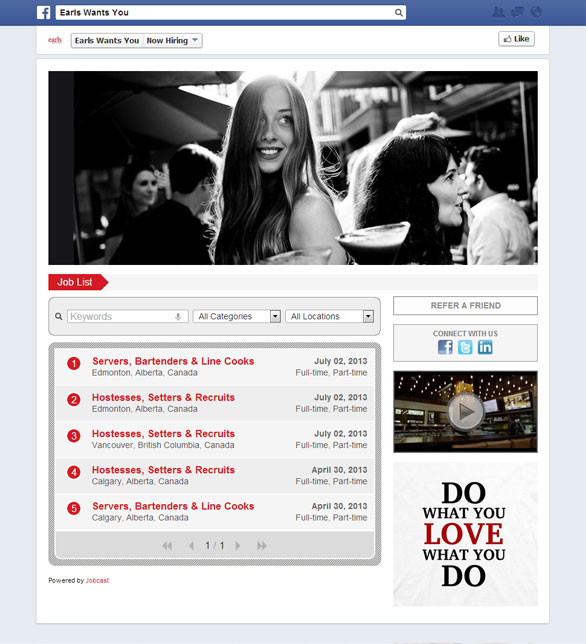 Earls Wants You
earls
Earls Wants You Now Hiring
Like
Job List
Keywords
All Categories
All Locations
1 Servers, Bartenders & Line Cooks July 02, 2013
Edmonton, Alberta, Canada Full-time, Part-time
2 Hostesses, Setters & Recruits July 02, 2013
Edmonton, Alberta, Canada Full-time, Part-time
3 Hostesses, Setters & Recruits July 02, 2013
Vancouver, British Columbia, Canada Full-time, Part-time
4 Hostesses, Setters & Recruits April 30, 2013
Calgary, Alberta, Canada Full-time, Part-time
5 Servers, Bartenders & Line Cooks April 30, 2013
Calgary, Alberta, Canada Full-time, Part-time
1 / 1
Powered by Jobcast
REFER A FRIEND
CONNECT WITH US
DO
WHAT YOU
LOVE
WHAT YOU
DO